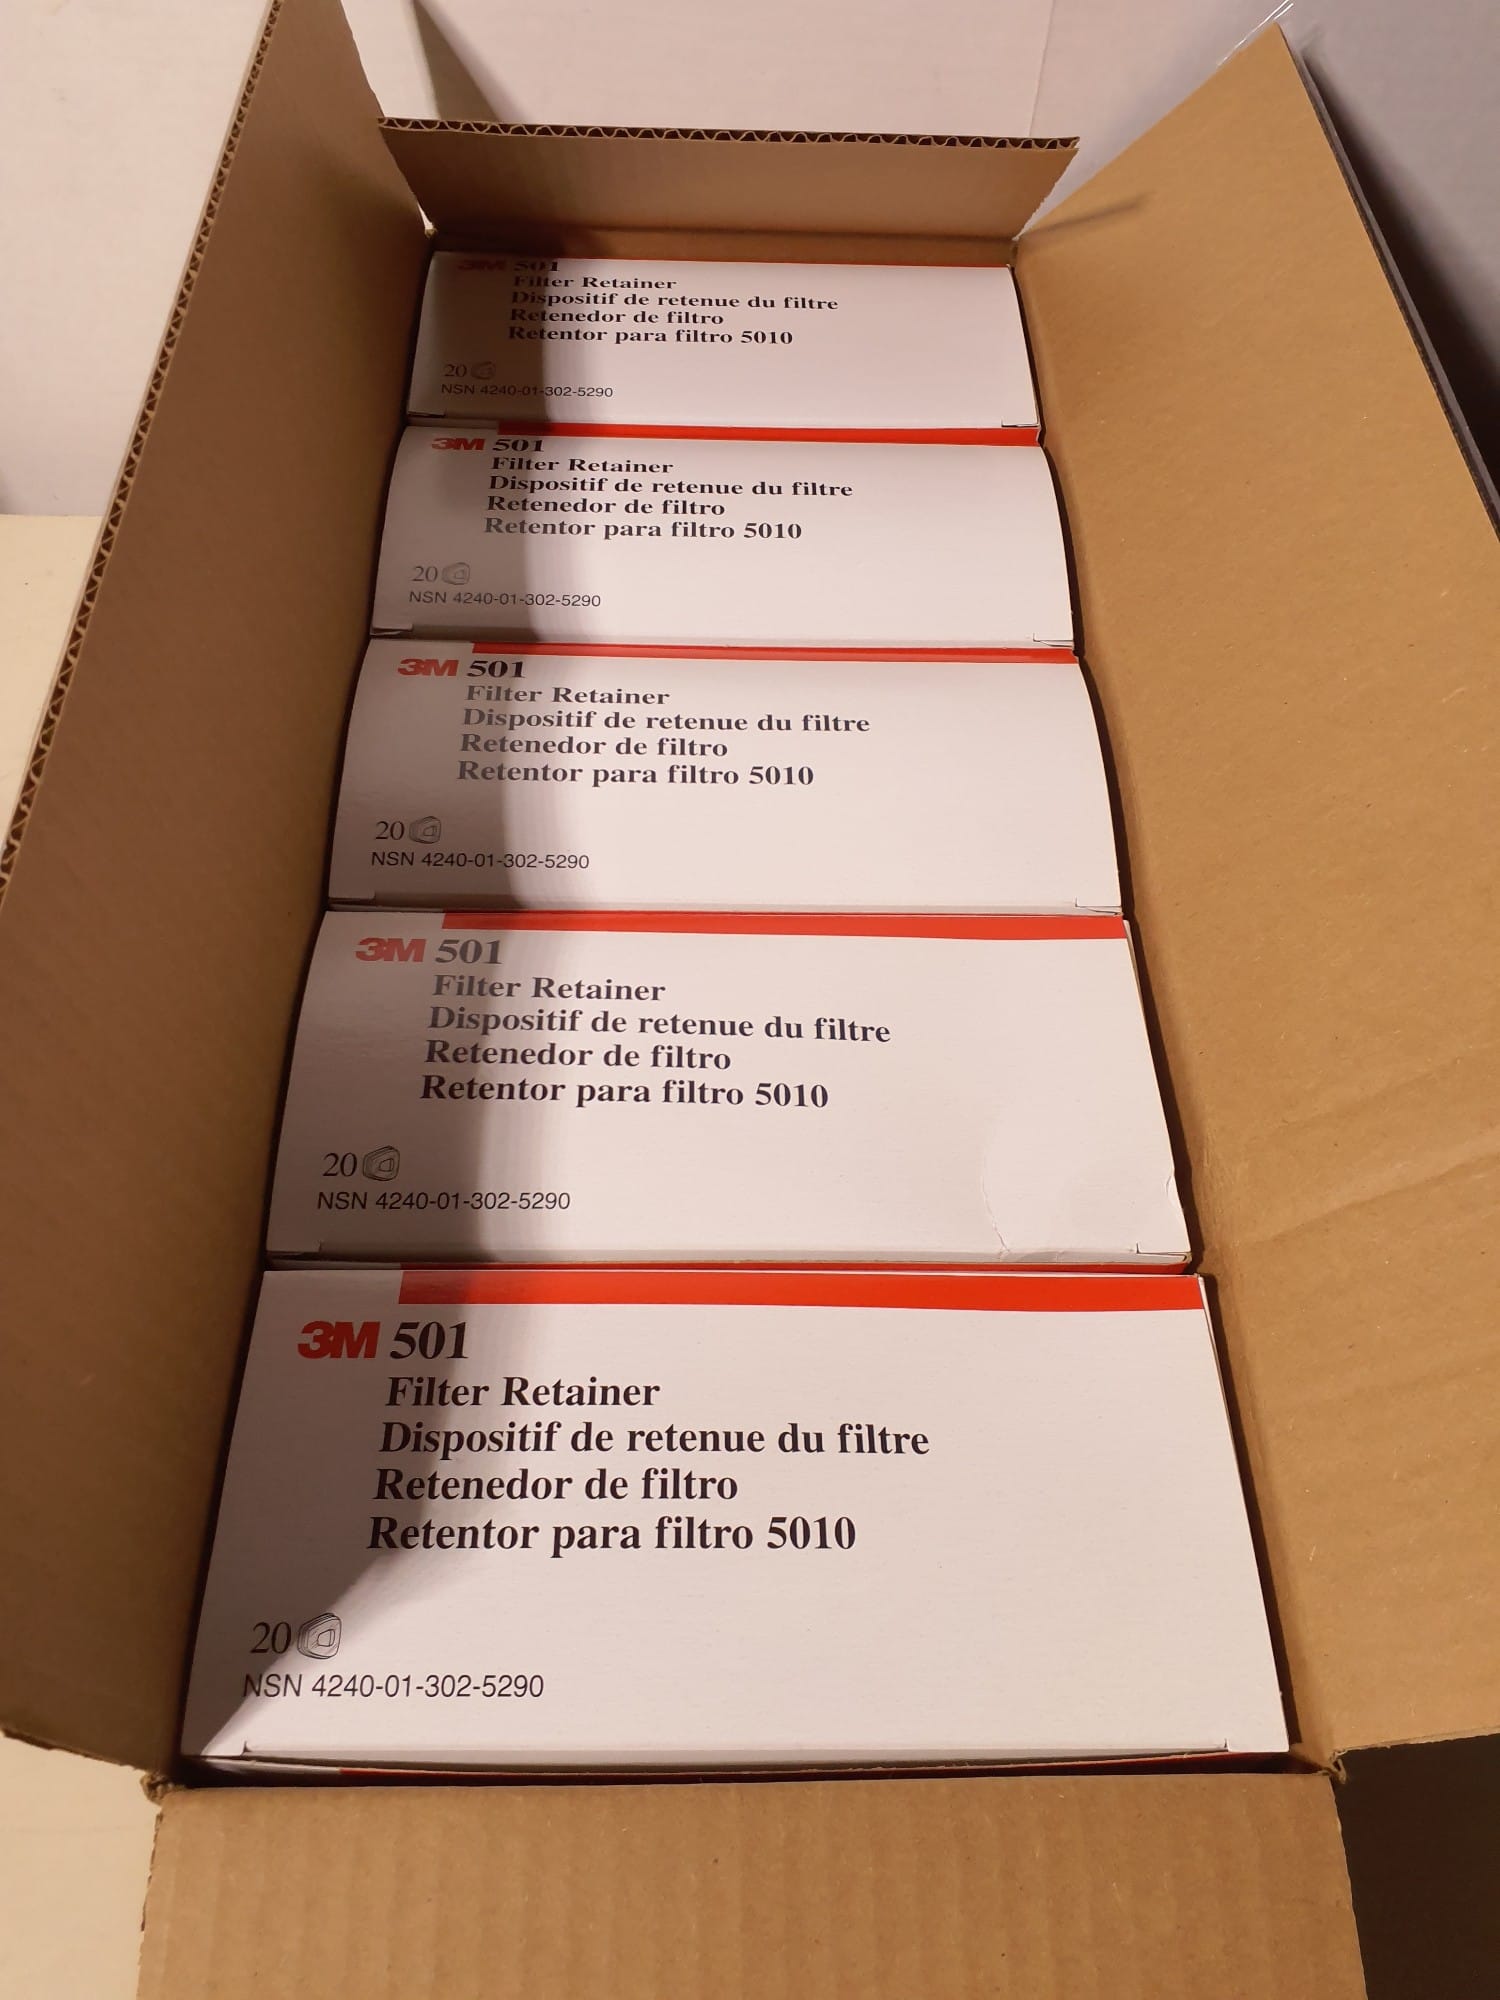 3M 501
Filter Retainer
Dispositif de retenue du filtre
Retenedor de filtro
Retentor para filtro 5010
20
NSN 4240-01-302-5290
3M 501
Filter Retainer
Dispositif de retenue du filtre
Retenedor de filtro
Retentor para filtro 5010
20
NSN 4240-01-302-5290
3M 501
Filter Retainer
Dispositif de retenue du filtre
Retenedor de filtro
Retentor para filtro 5010
20
NSN 4240-01-302-5290
3M 501
Filter Retainer
Dispositif de retenue du filtre
Retenedor de filtro
Retentor para filtro 5010
20
NSN 4240-01-302-5290
3M 501
Filter Retainer
Dispositif de retenue du filtre
Retenedor de filtro
Retentor para filtro 5010
20
NSN 4240-01-302-5290